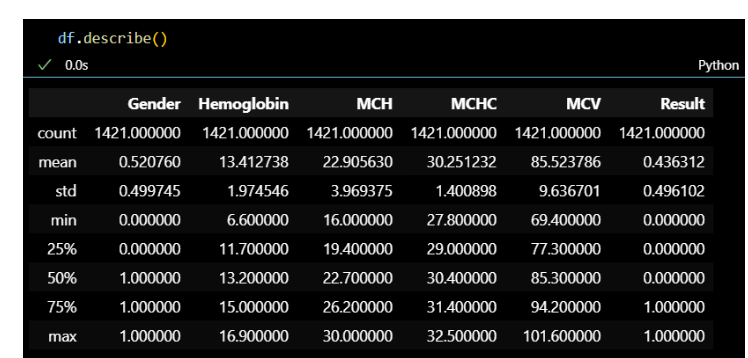 df.describe()
✓ 0.0s Python
Gender Hemoglobin MCH MCHC MCV Result
count 1421.000000 1421.000000 1421.000000 1421.000000 1421.000000 1421.000000
mean 0.520760 13.412738 22.905630 30.251232 85.523786 0.436312
std 0.499745 1.974546 3.969375 1.400898 9.636701 0.496102
min 0.000000 6.600000 16.000000 27.800000 69.400000 0.000000
25% 0.000000 11.700000 19.400000 29.000000 77.300000 0.000000
50% 1.000000 13.200000 22.700000 30.400000 85.300000 0.000000
75% 1.000000 15.000000 26.200000 31.400000 94.200000 1.000000
max 1.000000 16.900000 30.000000 32.500000 101.600000 1.000000